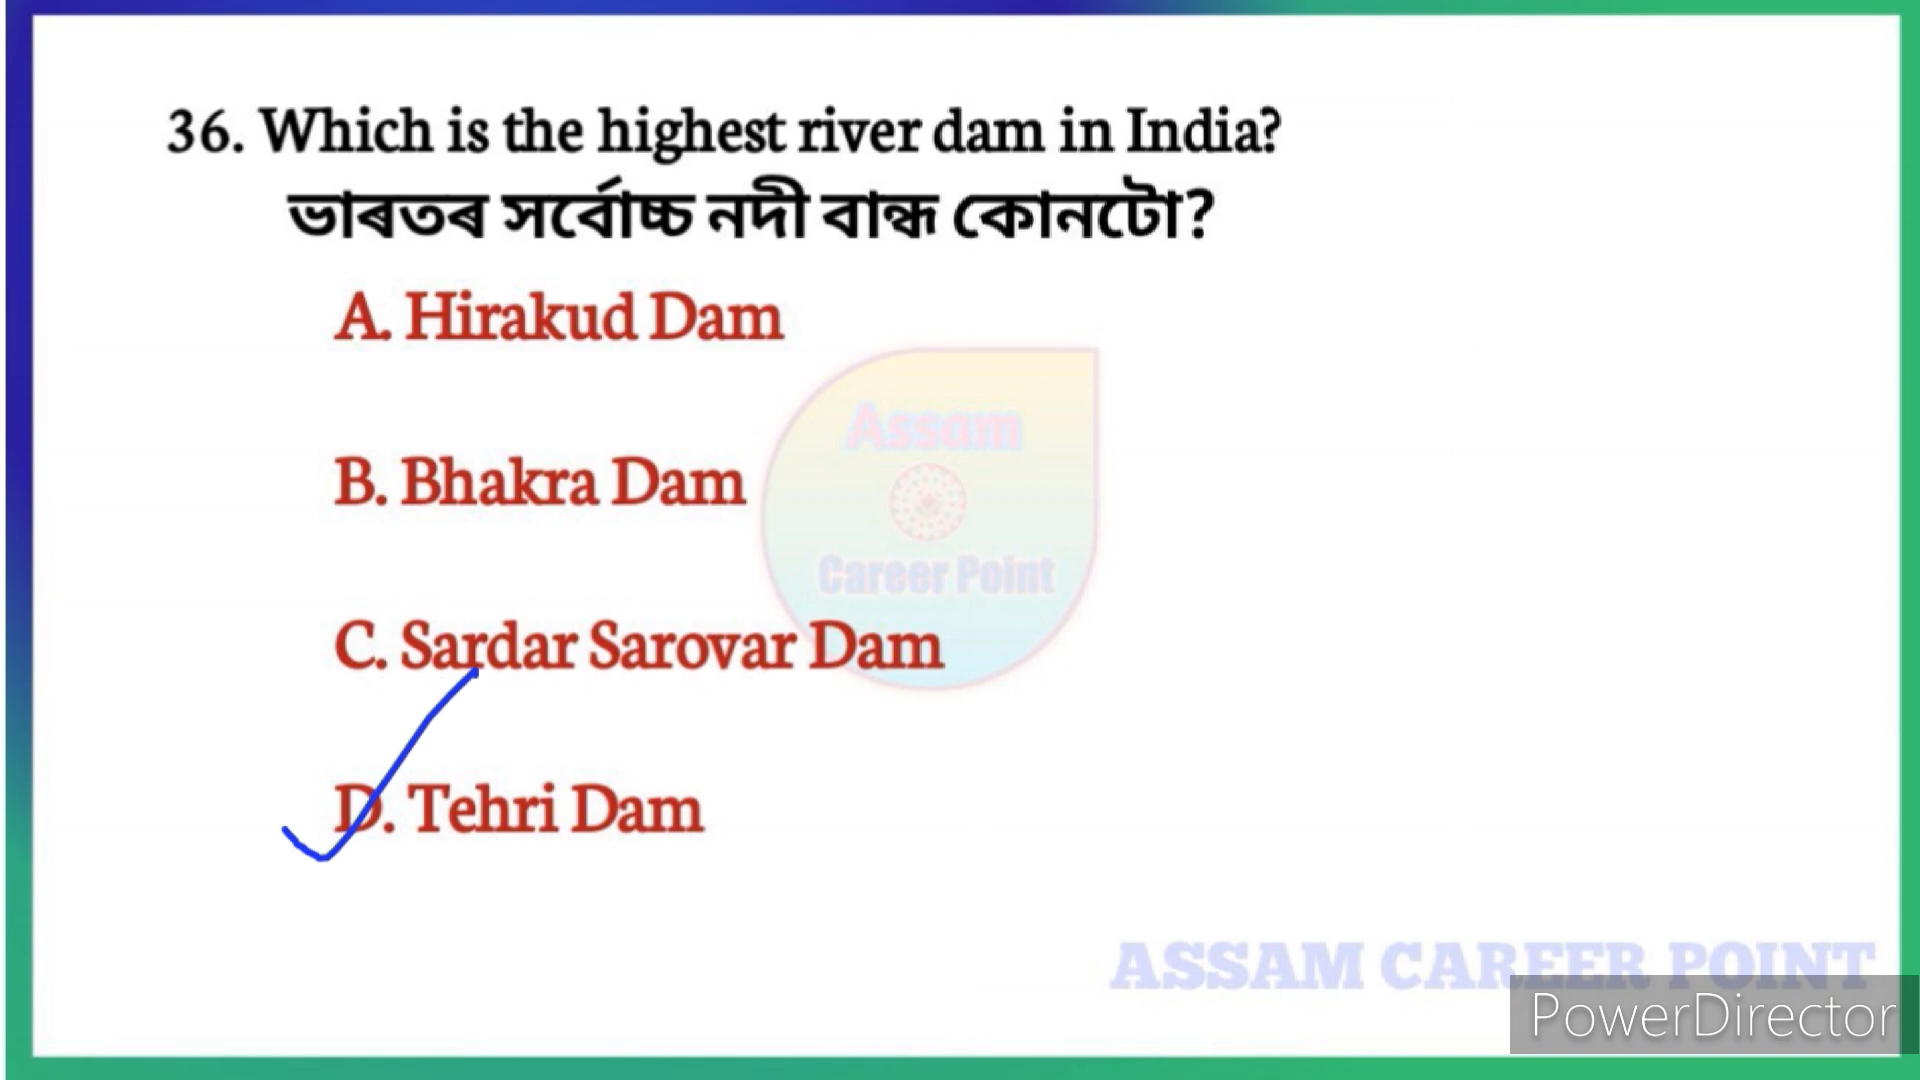 36. Which is the highest river dam in India?
ভাৰতৰ সৰ্বোচ্চ নদী বান্ধ কোনটো?
A. Hirakud Dam
Assam
B. Bhakra Dam
Career Point
C. Sardar Sarovar Dam
D. Tehri Dam
ASSAM CAREER POINT
PowerDirector